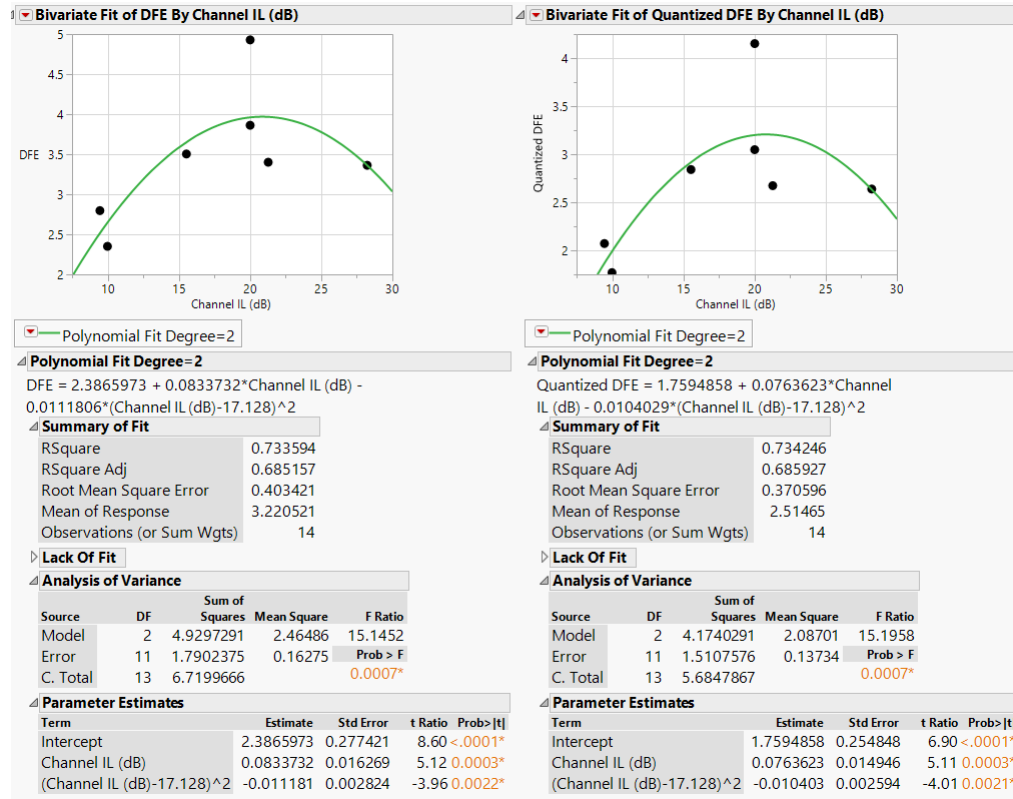 Bivariate Fit of DFE By Channel IL (dB)
5
4.5
4
DFE 3.5
3
2.5
2
10 15 20 25 30
Channel IL (dB)
Polynomial Fit Degree=2
Polynomial Fit Degree=2
DFE = 2.3865973 + 0.0833732*Channel IL (dB) -
0.0111806*(Channel IL (dB)-17.128)^2
Summary of Fit
RSquare 0.733594
RSquare Adj 0.685157
Root Mean Square Error 0.403421
Mean of Response 3.220521
Observations (or Sum Wgts) 14
Lack Of Fit
Analysis of Variance
Sum of
Source DF Squares Mean Square F Ratio
Model 2 4.9297291 2.46486 15.1452
Error 11 1.7902375 0.16275 Prob > F
C. Total 13 6.7199666 0.0007*
Parameter Estimates
Term Estimate Std Error t Ratio Prob>|t|
Intercept 2.3865973 0.277421 8.60 <.0001*
Channel IL (dB) 0.0833732 0.016269 5.12 0.0003*
(Channel IL (dB)-17.128)^2 -0.011181 0.002824 -3.96 0.0022*
Bivariate Fit of Quantized DFE By Channel IL (dB)
4
3.5
Quantized DFE
3
2.5
2
10 15 20 25 30
Channel IL (dB)
Polynomial Fit Degree=2
Polynomial Fit Degree=2
Quantized DFE = 1.7594858 + 0.0763623*Channel
IL (dB) - 0.0104029*(Channel IL (dB)-17.128)^2
Summary of Fit
RSquare 0.734246
RSquare Adj 0.685927
Root Mean Square Error 0.370596
Mean of Response 2.51465
Observations (or Sum Wgts) 14
Lack Of Fit
Analysis of Variance
Sum of
Source DF Squares Mean Square F Ratio
Model 2 4.1740291 2.08701 15.1958
Error 11 1.5107576 0.13734 Prob > F
C. Total 13 5.6847867 0.0007*
Parameter Estimates
Term Estimate Std Error t Ratio Prob>|t
Intercept 1.7594858 0.254848 6.90 <.0001*
Channel IL (dB) 0.0763623 0.014946 5.11 0.0003*
(Channel IL (dB)-17.128)^2 -0.010403 0.002594 -4.01 0.0021*